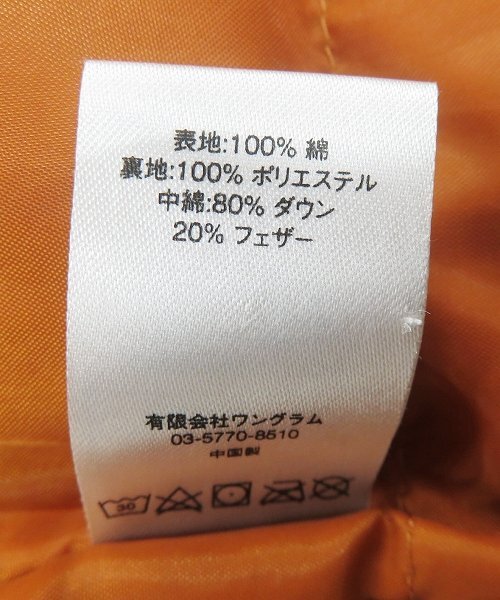 表地:100% 綿
裏地:100% ポリエステル
中綿:80% ダウン
20% フェザー
有限会社ワングラム
03-5770-8510
中国製
30